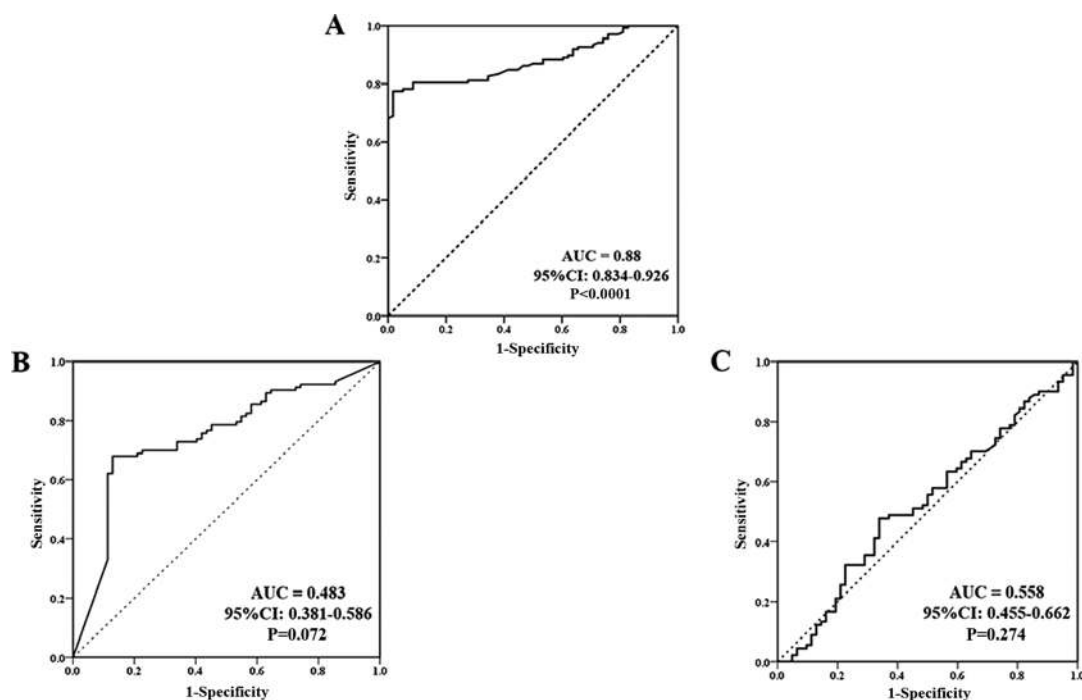 A
1.0
0.8
0.6
0.4
0.2
0.0
Sensitivity
AUC = 0.88
95%CI: 0.834-0.926
P<0.0001
0.0 0.2 0.4 0.6 0.8 1.0
1-Specificity
B
1.0
0.8
0.6
0.4
0.2
0.0
Sensitivity
AUC = 0.483
95%CI: 0.381-0.586
P=0.072
0.0 0.2 0.4 0.6 0.8 1.0
1-Specificity
C
1.0
0.8
0.6
0.4
0.2
0.0
Sensitivity
AUC = 0.558
95%CI: 0.455-0.662
P=0.274
0.0 0.2 0.4 0.6 0.8 1.0
1-Specificity